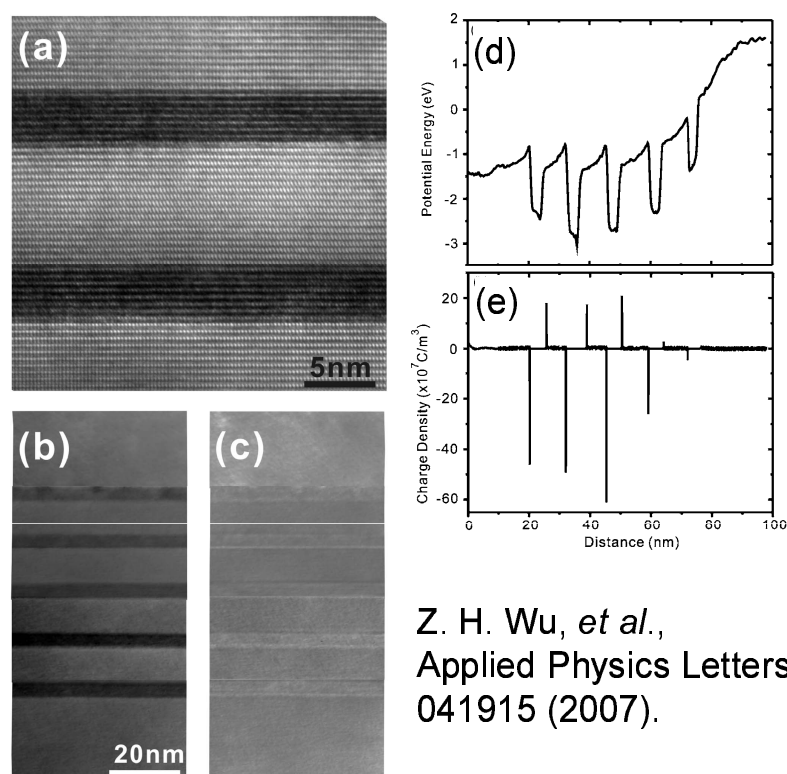 (a)
5nm
(b)
20nm
(c)
(d)
Potential Energy (eV)
2
1
0
-1
-2
-3
(e)
Charge Density (x10⁷C/m³)
20
0
-20
-40
-60
0 20 40 60 80 100
Distance (nm)
Z. H. Wu, et al.,
Applied Physics Letters
041915 (2007).